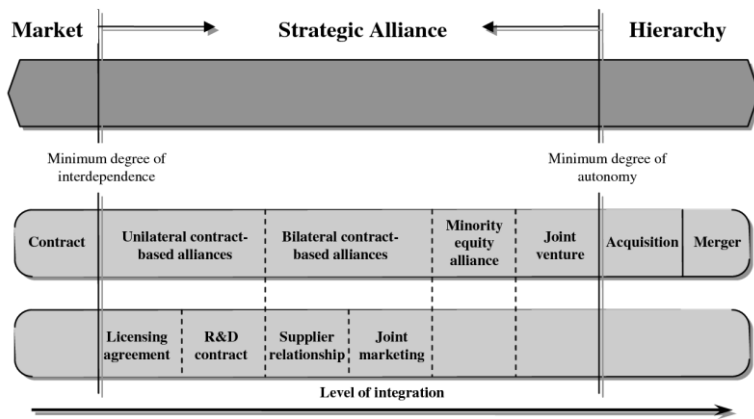 Market
Strategic Alliance
Hierarchy
Minimum degree of
interdependence
Minimum degree of
autonomy
Contract
Unilateral contract-
based alliances
Bilateral contract-
based alliances
Minority
equity
alliance
Joint
venture
Acquisition
Merger
Licensing
agreement
R&D
contract
Supplier
relationship
Joint
marketing
Level of integration